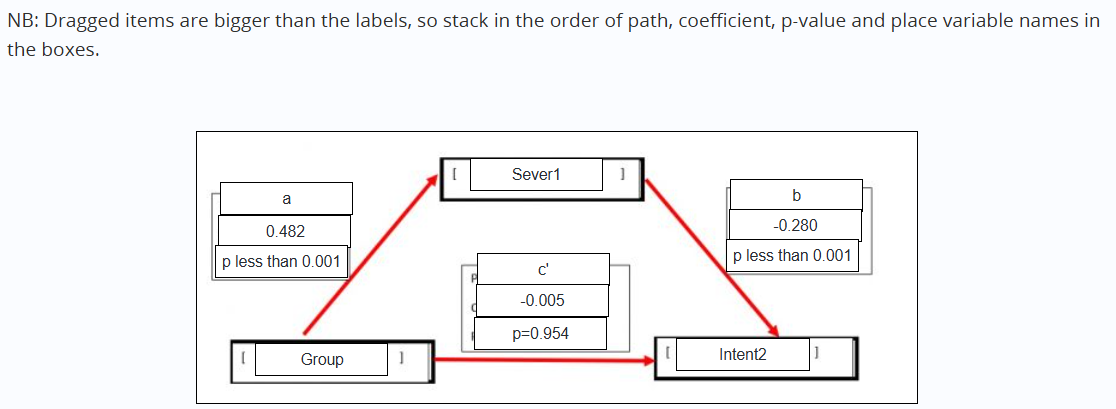 NB: Dragged items are bigger than the labels, so stack in the order of path, coefficient, p-value and place variable names in
the boxes.
[ Sever1 ]
a
0.482
p less than 0.001
b
-0.280
p less than 0.001
c'
-0.005
p=0.954
[ Group ]
[ Intent2 ]